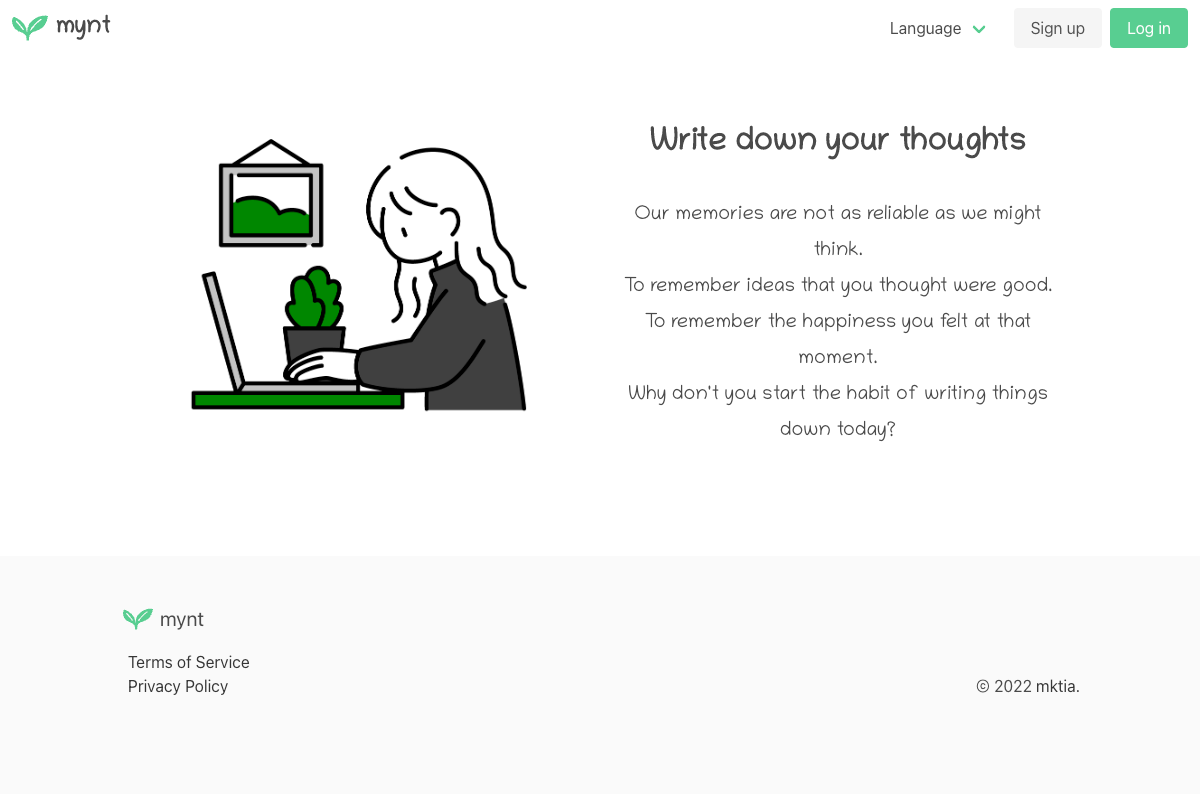 mynt
Language
Sign up
Log in
Write down your thoughts
Our memories are not as reliable as we might
think.
To remember ideas that you thought were good.
To remember the happiness you felt at that
moment.
Why don't you start the habit of writing things
down today?
mynt
Terms of Service
Privacy Policy
© 2022 mktia.